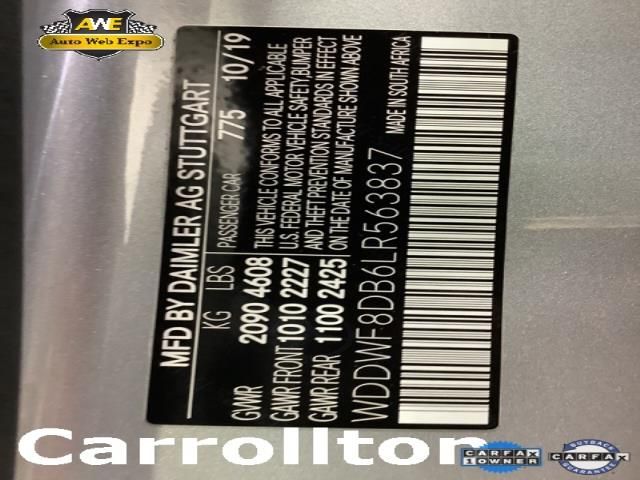 AWE
Auto Web Expo
MFD BY DAIMLER AG STUTTGART
KG LBS PASSENGER CAR 775 10/19
GVWR 2090 4608 THIS VEHICLE CONFORMS TO ALL APPLICABLE
GAWR FRONT 1010 2227 U.S. FEDERAL MOTOR VEHICLE SAFETY, BUMPER
GAWR REAR 1100 2425 AND THEFT PREVENTION STANDARDS IN EFFECT
ON THE DATE OF MANUFACTURE SHOWN ABOVE
WDDWF8DB6LR563837 MADE IN SOUTH AFRICA
Carrollton
CARFAX
1 OWNER
BUYBACK
CARFAX
GUARANTEE